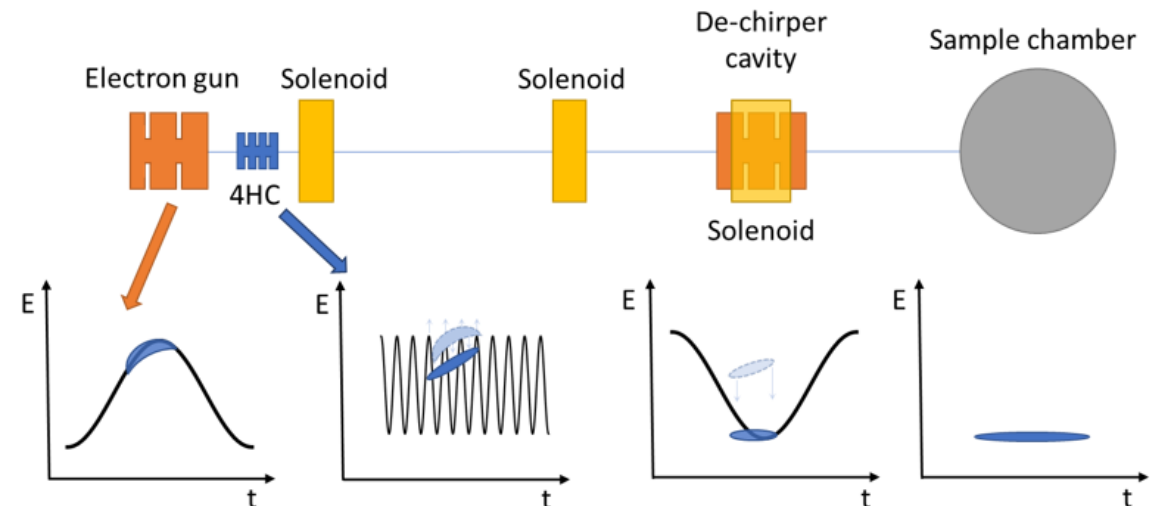 De-chirper
cavity
Sample chamber
Electron gun
Solenoid
Solenoid
4HC
Solenoid
E
E
E
E
t
t
t
t